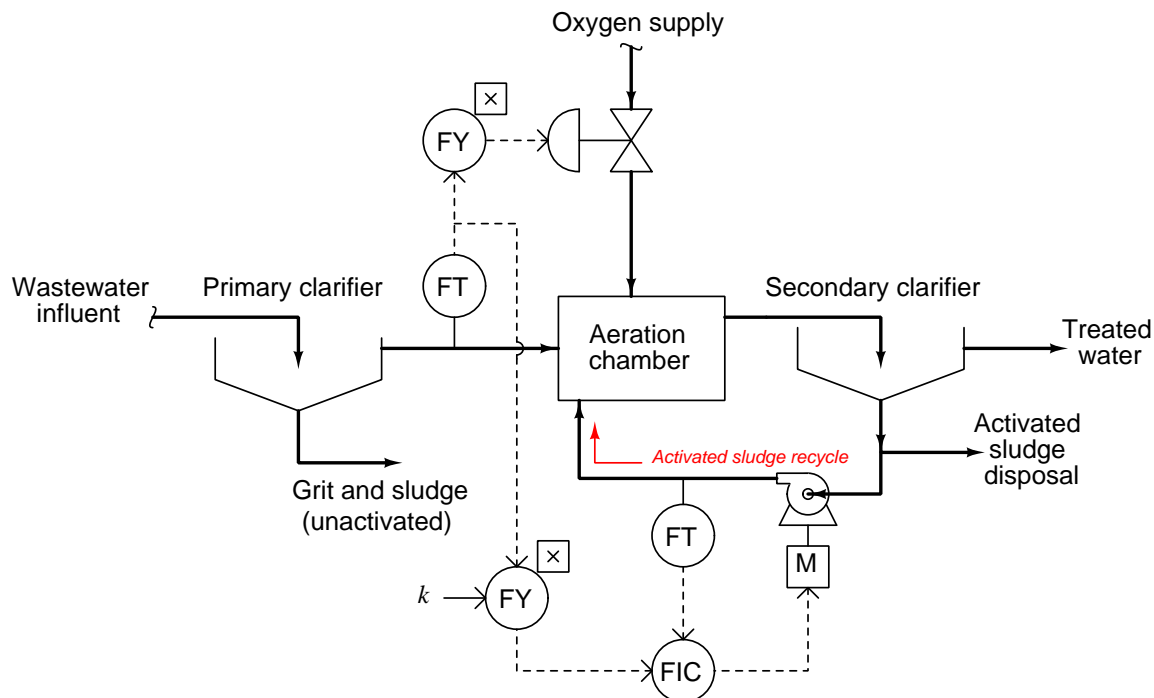 Oxygen supply
×
FY
Wastewater
influent
Primary clarifier
FT
Aeration
chamber
Secondary clarifier
Treated
water
Activated sludge recycle
Activated
sludge
disposal
Grit and sludge
(unactivated)
FT
M
×
k
FY
FIC